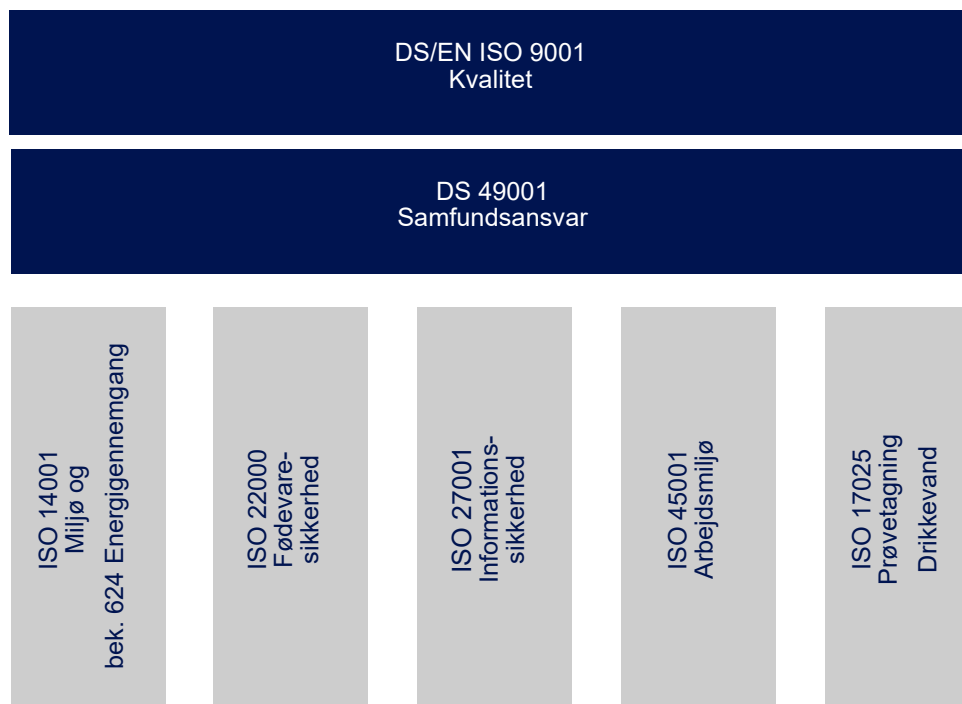 DS/EN ISO 9001
Kvalitet
DS 49001
Samfundsansvar
ISO 14001
Miljø og
bek. 624 Energigennemgang
ISO 22000
Fødevare-
sikkerhed
ISO 27001
Informations-
sikkerhed
ISO 45001
Arbejdsmiljø
ISO 17025
Prøvetagning
Drikkevand